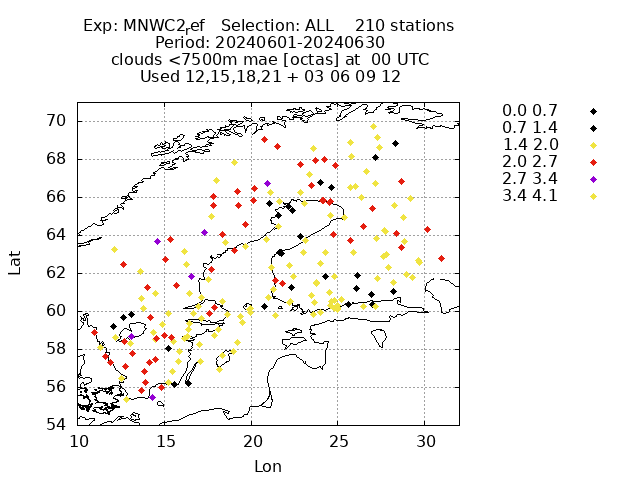 Exp: MNWC2ref Selection: ALL 210 stations
Period: 20240601-20240630
clouds <7500m mae [octas] at 00 UTC
Used 12,15,18,21 + 03 06 09 12
0.0 0.7
0.7 1.4
1.4 2.0
2.0 2.7
2.7 3.4
3.4 4.1
Lat
70
68
66
64
62
60
58
56
54
10 15 20 25 30
Lon